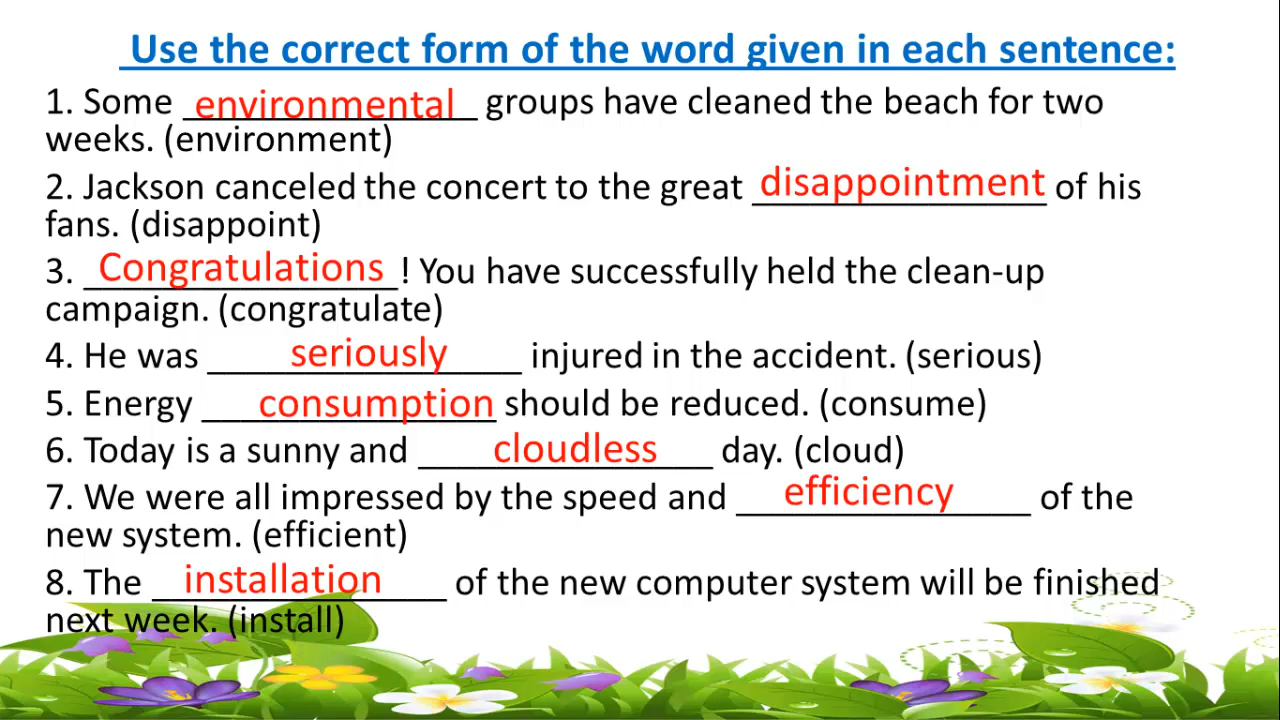 Use the correct form of the word given in each sentence:
1. Some environmental groups have cleaned the beach for two
weeks. (environment)
2. Jackson canceled the concert to the great disappointment of his
fans. (disappoint)
3. Congratulations! You have successfully held the clean-up
campaign. (congratulate)
4. He was seriously injured in the accident. (serious)
5. Energy consumption should be reduced. (consume)
6. Today is a sunny and cloudless day. (cloud)
7. We were all impressed by the speed and efficiency of the
new system. (efficient)
8. The installation of the new computer system will be finished
next week. (install)